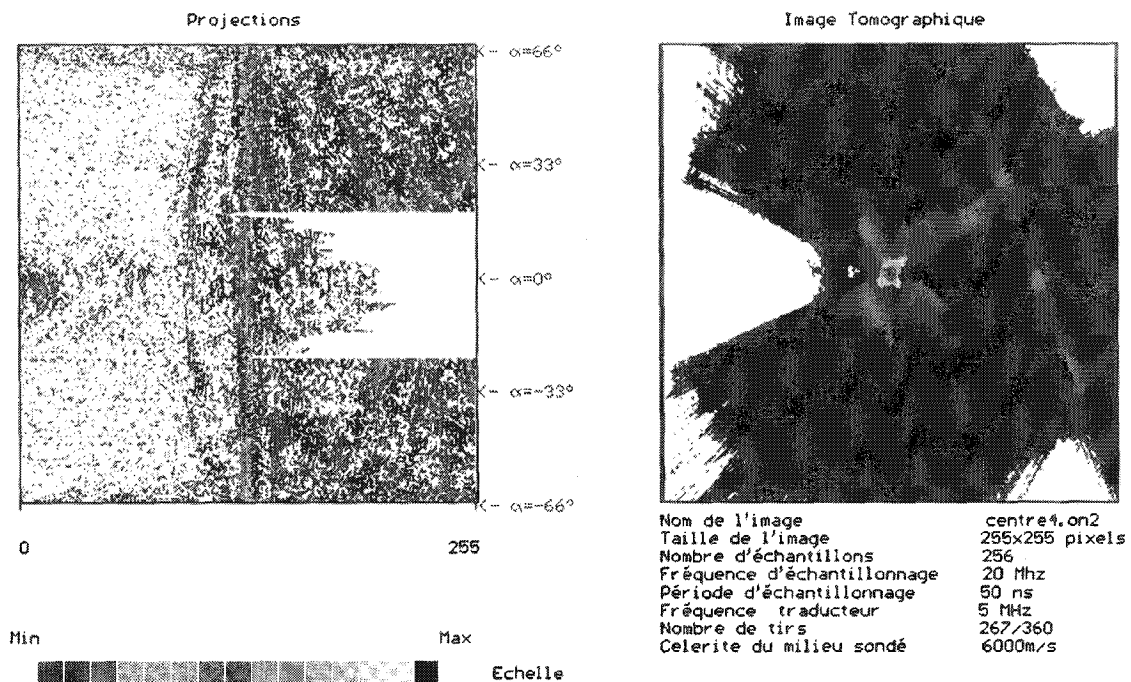 Projections
<- α=66°
<- α=33°
<- α=0°
<- α=-33°
<- α=-66°
0 255
Min Max
Echelle
Image Tomographique
Nom de l'image centre4.on2
Taille de l'image 255x255 pixels
Nombre d'échantillons 256
Fréquence d'échantillonnage 20 Mhz
Période d'échantillonnage 50 ns
Fréquence traducteur 5 MHz
Nombre de tirs 267/360
Celerite du milieu sondé 6000m/s